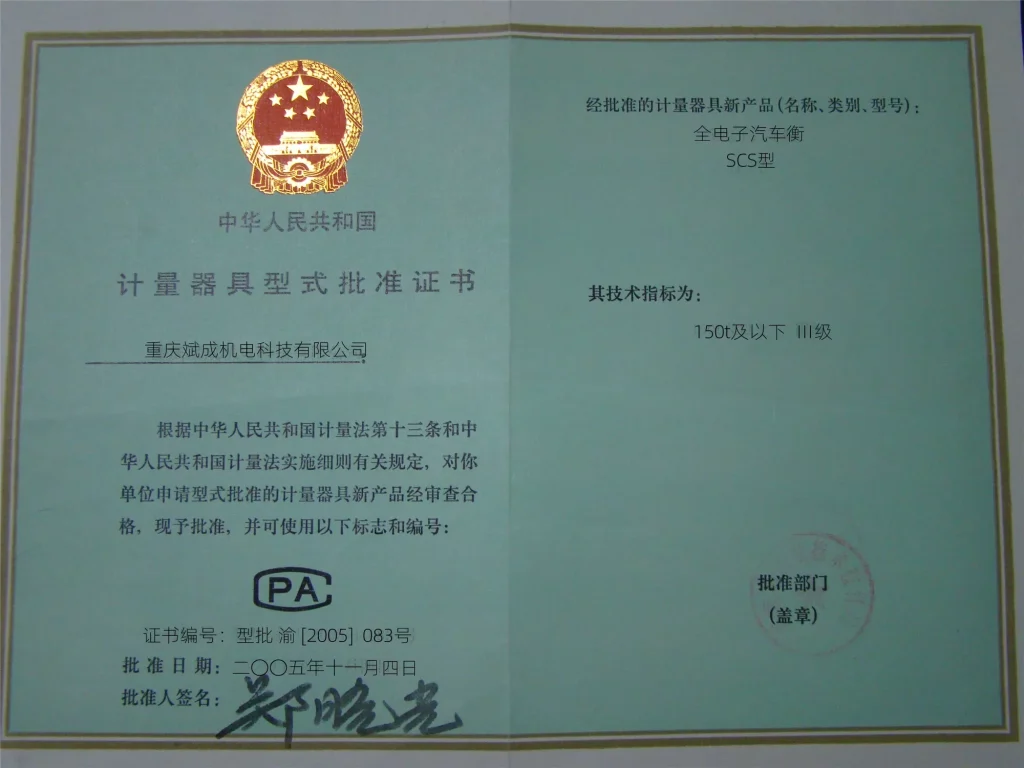 中华人民共和国
计量器具型式批准证书
重庆斌成机电科技有限公司
根据中华人民共和国计量法第十三条和中
华人民共和国计量法实施细则有关规定，对你
单位申请型式批准的计量器具新产品经审查合
格，现予批准，并可使用以下标志和编号：
PA
证书编号：型批 渝 [2005] 083号
批准日期：二〇〇五年十一月四日
批准人签名：
经批准的计量器具新产品（名称、类别、型号）：
全电子汽车衡
SCS型
其技术指标为：
150t及以下 III级
批准部门
（盖章）